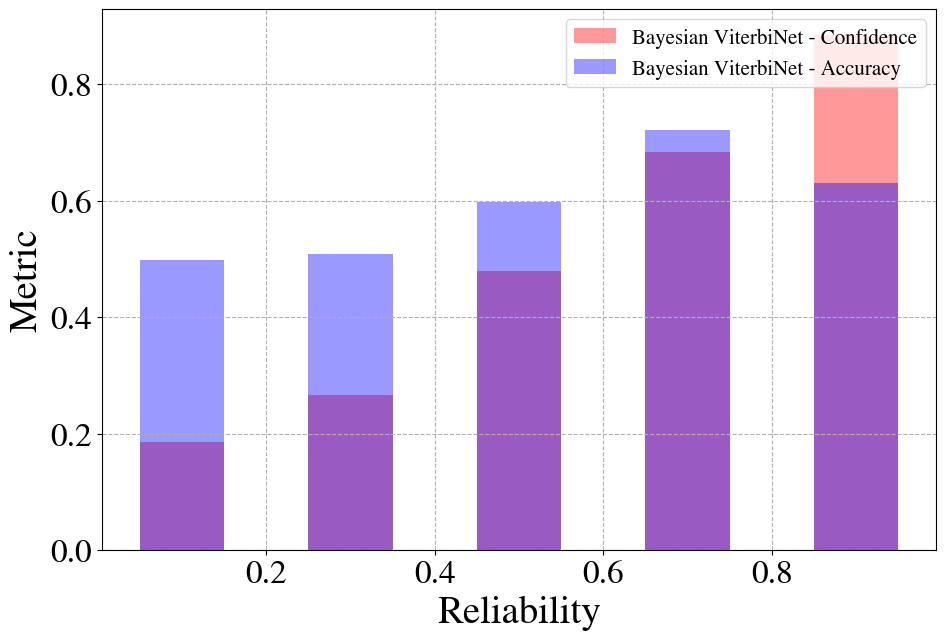 Bayesian ViterbiNet - Confidence
Bayesian ViterbiNet - Accuracy
0.8
0.6
0.4
0.2
0.0
Metric
0.2 0.4 0.6 0.8
Reliability